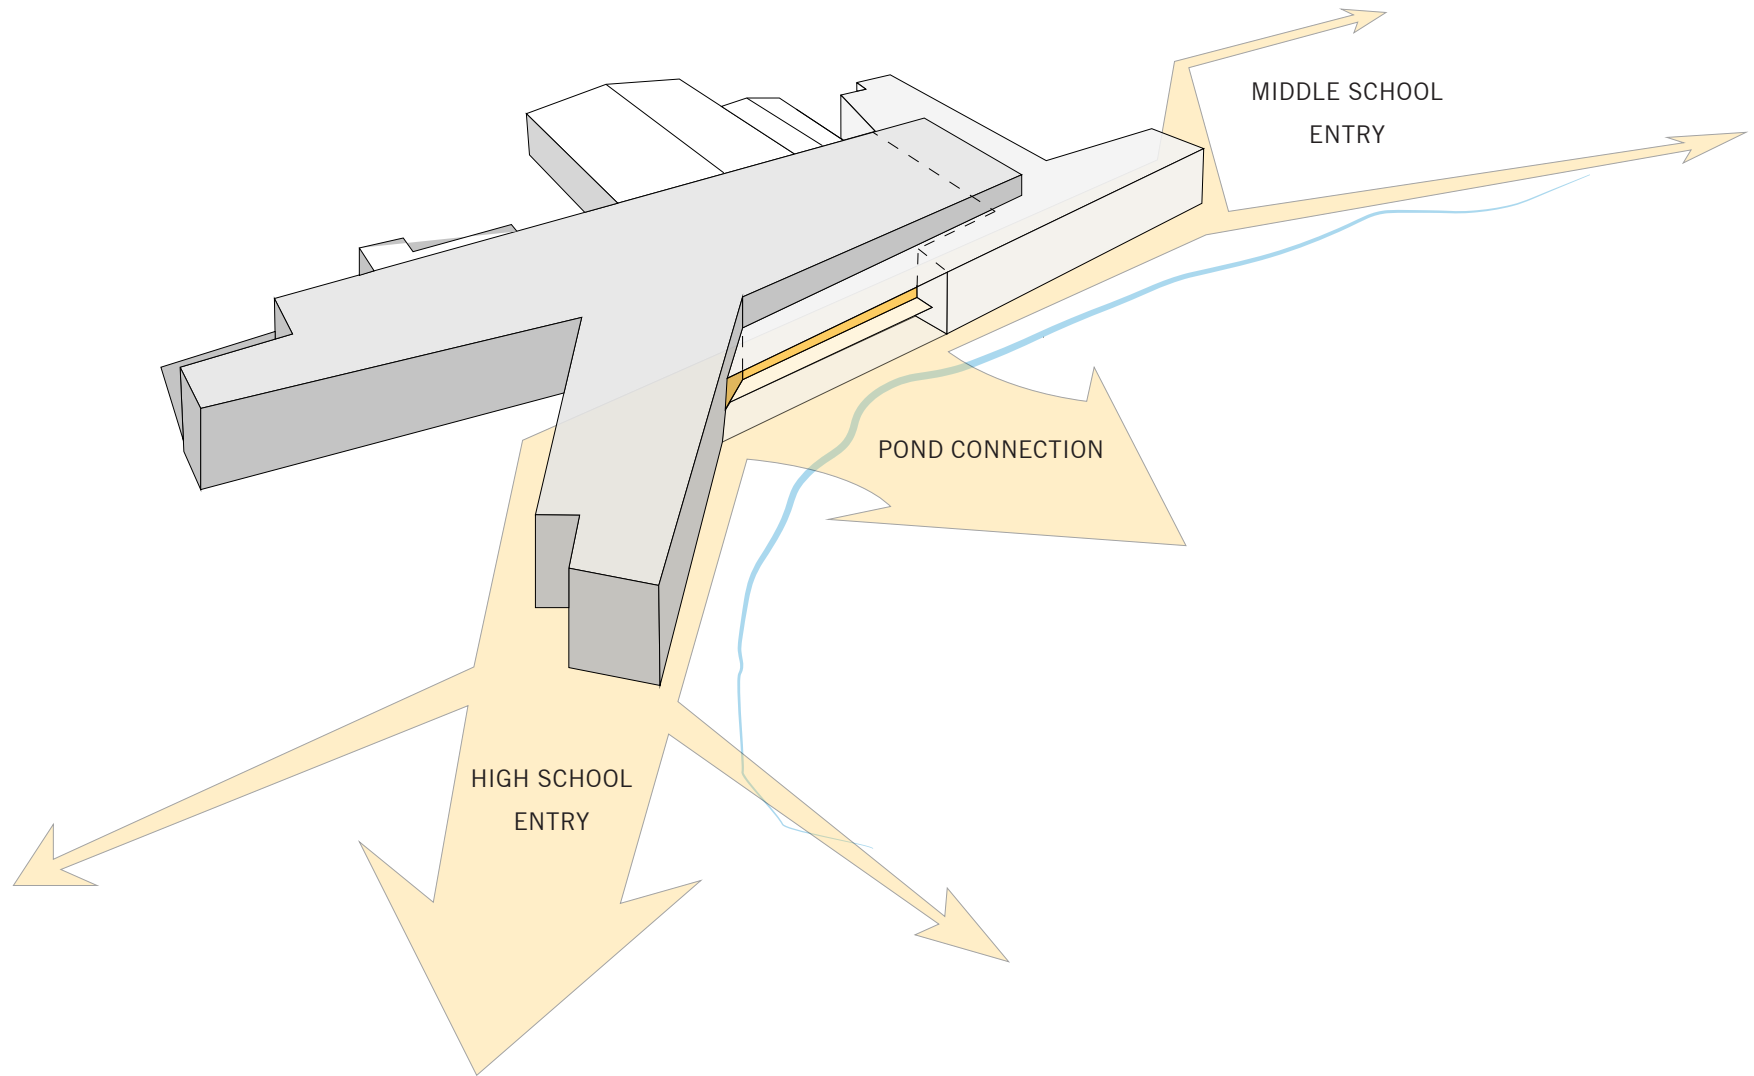 MIDDLE SCHOOL
ENTRY
POND CONNECTION
HIGH SCHOOL
ENTRY